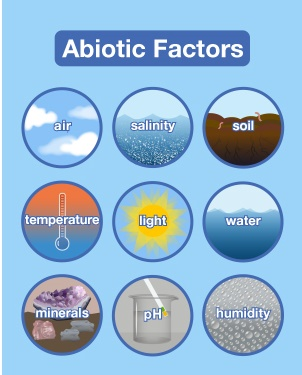 Abiotic Factors
air
salinity
soil
temperature
light
water
minerals
pH
humidity